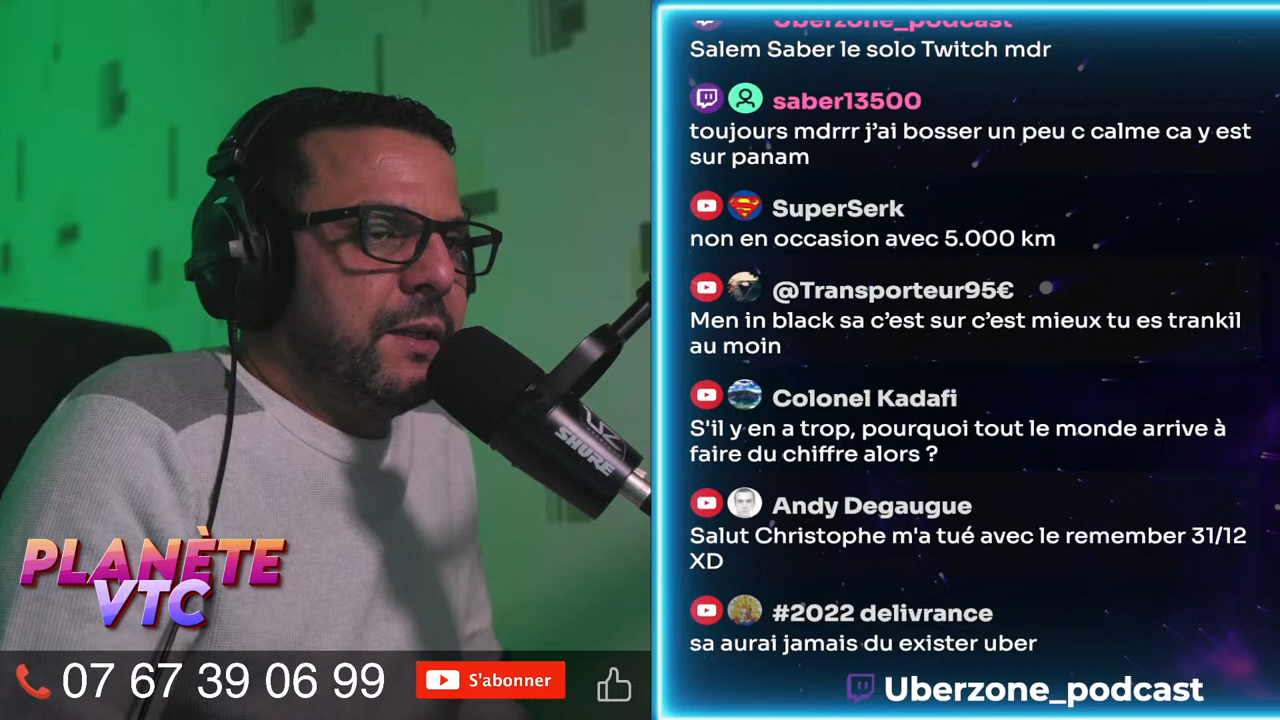 Uberzone_podcast
Salem Saber le solo Twitch mdr
saber13500
toujours mdrrr j’ai bosser un peu c calme ca y est
sur panam
SuperSerk
non en occasion avec 5.000 km
@Transporteur95€
Men in black sa c’est sur c’est mieux tu es trankil
au moin
Colonel Kadafi
S'il y en a trop, pourquoi tout le monde arrive à
faire du chiffre alors ?
Andy Degaugue
Salut Christophe m'a tué avec le remember 31/12
XD
#2022 delivrance
sa aurai jamais du exister uber
Uberzone_podcast
SHURE
PLANÈTE
VTC
07 67 39 06 99
S'abonner